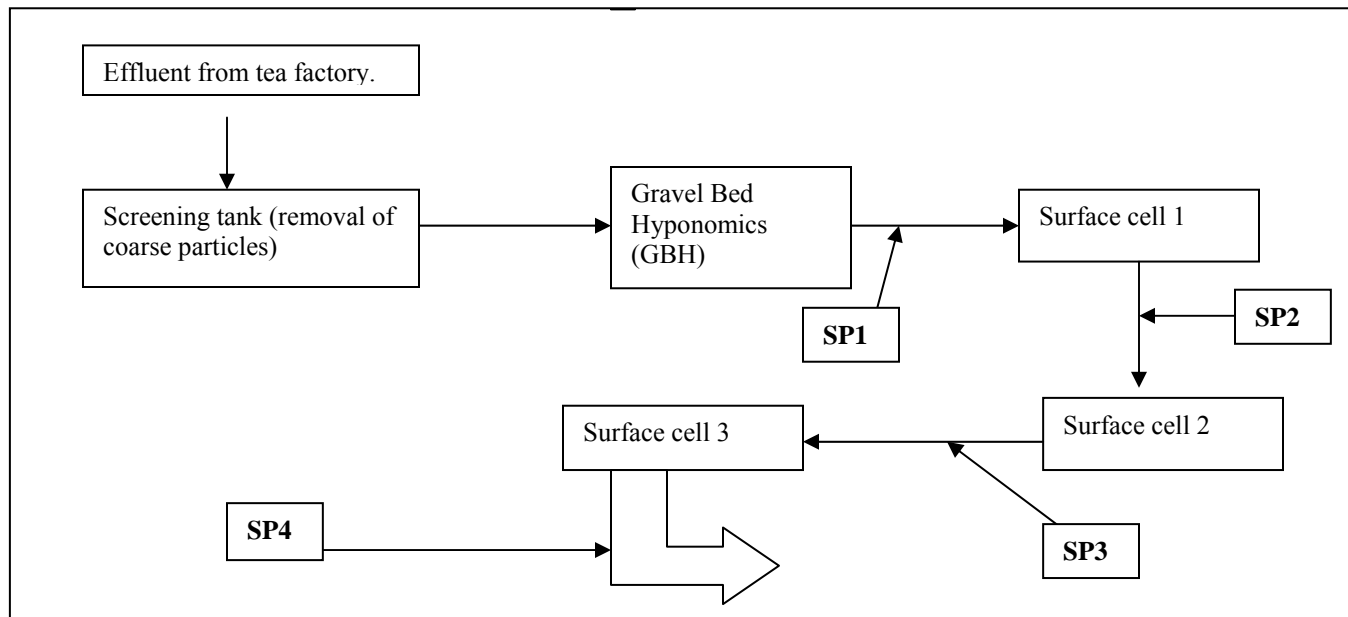 Effluent from tea factory.
Screening tank (removal of
coarse particles)
Gravel Bed
Hyponomics
(GBH)
Surface cell 1
SP1
SP2
Surface cell 3
Surface cell 2
SP4
SP3